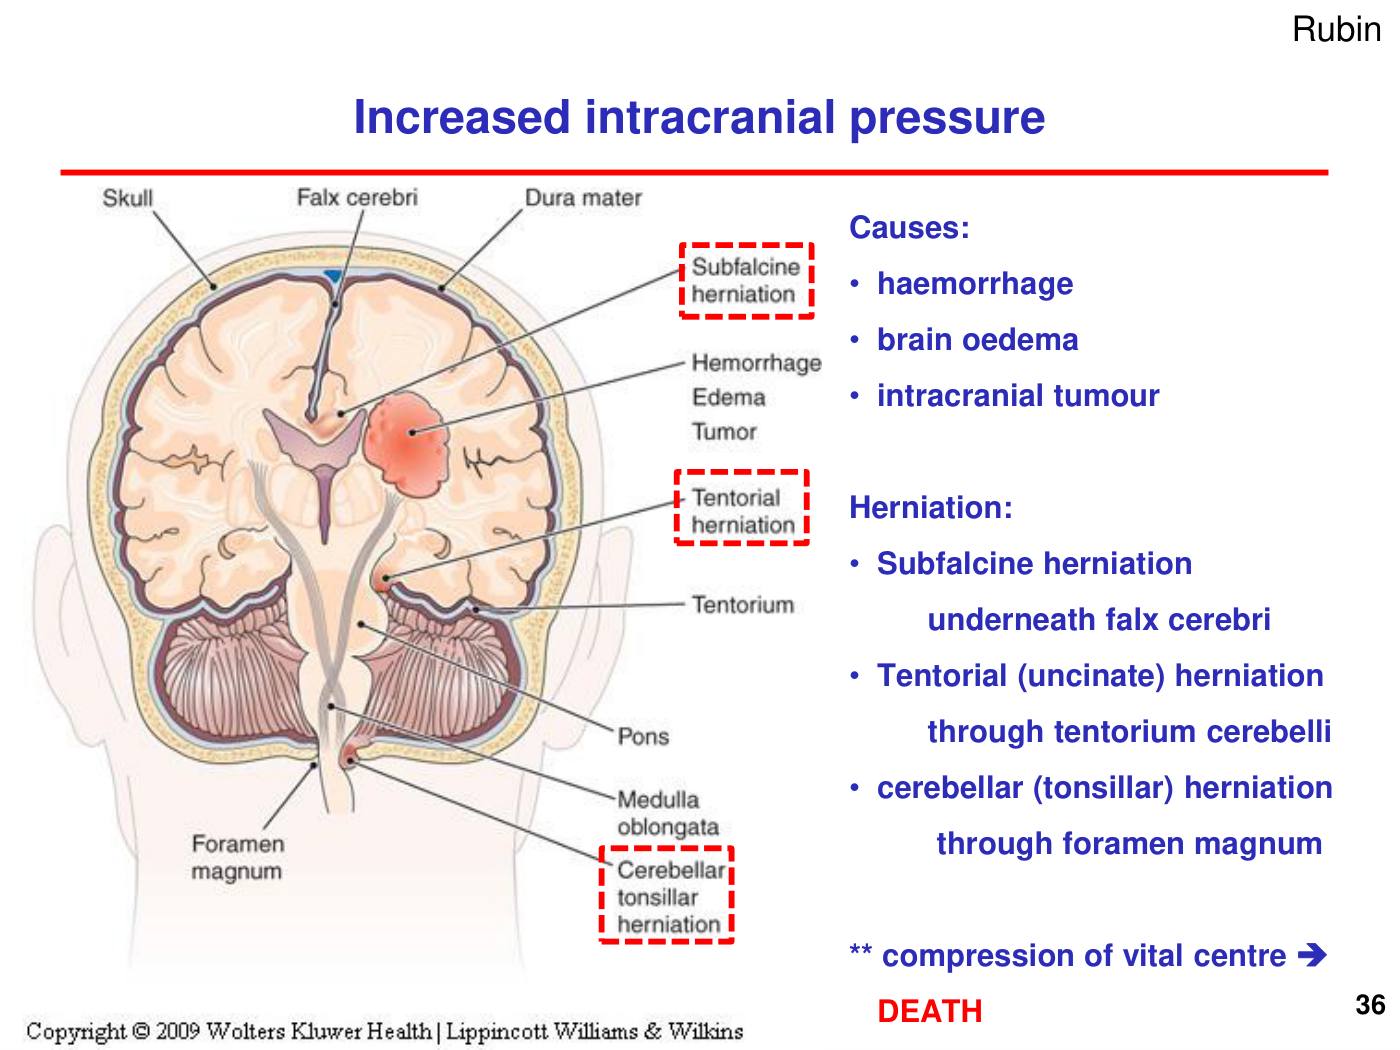 Rubin
Increased intracranial pressure
Skull
Falx cerebri
Dura mater
Subfalcine
herniation
Hemorrhage
Edema
Tumor
Tentorial
herniation
Tentorium
Pons
Medulla
oblongata
Foramen
magnum
Cerebellar
tonsillar
herniation
Causes:
• haemorrhage
• brain oedema
• intracranial tumour
Herniation:
• Subfalcine herniation
underneath falx cerebri
• Tentorial (uncinate) herniation
through tentorium cerebelli
• cerebellar (tonsillar) herniation
through foramen magnum
** compression of vital centre ➔
DEATH
36
Copyright © 2009 Wolters Kluwer Health | Lippincott Williams & Wilkins